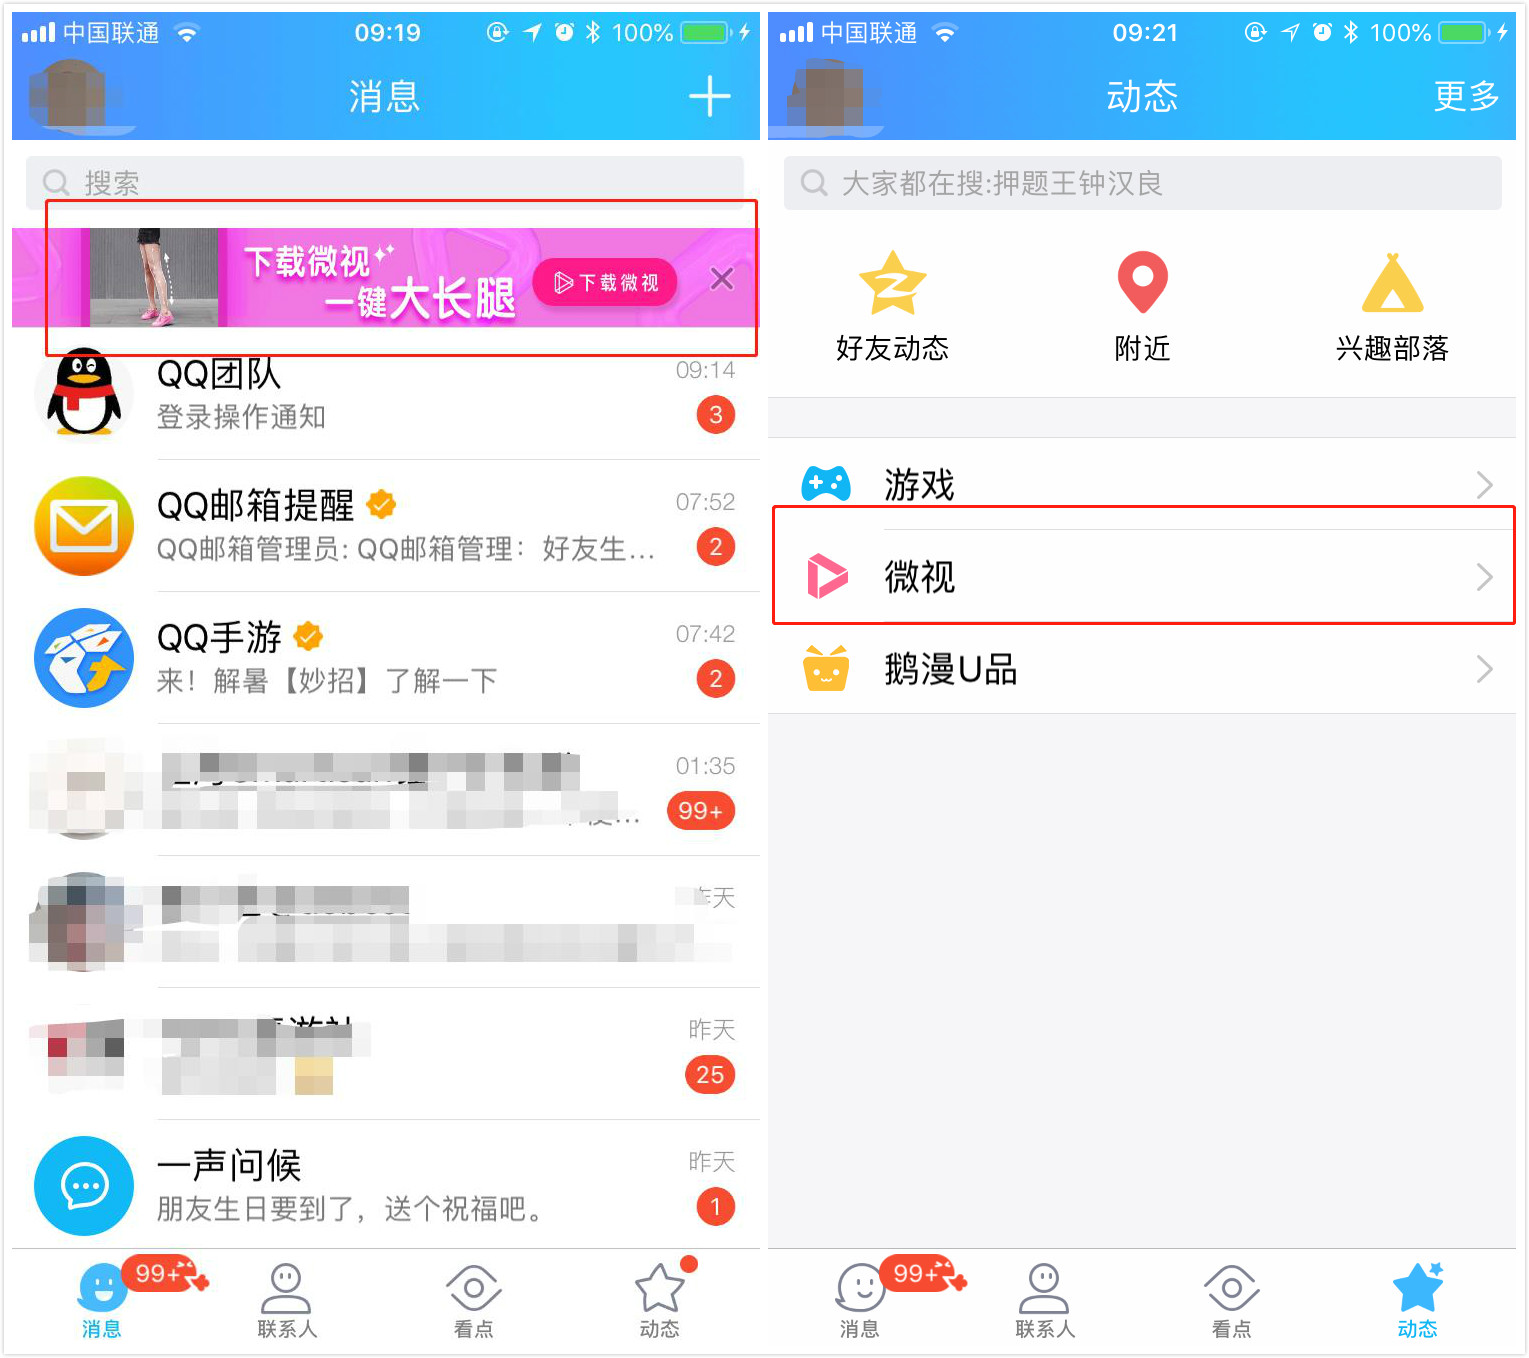 中国联通 09:19 100%
消息
搜索
下载微视
一键大长腿
下载微视
QQ团队 09:14
登录操作通知 3
QQ邮箱提醒 07:52
QQ邮箱管理员: QQ邮箱管理：好友生... 2
QQ手游 07:42
来！解暑【妙招】了解一下 2
01:35
99+
昨天
昨天
25
一声问候 昨天
朋友生日要到了，送个祝福吧。 1
99+
消息 联系人 看点 动态
中国联通 09:21 100%
动态 更多
大家都在搜:押题王钟汉良
好友动态 附近 兴趣部落
游戏
微视
鹅漫U品
99+
消息 联系人 看点 动态